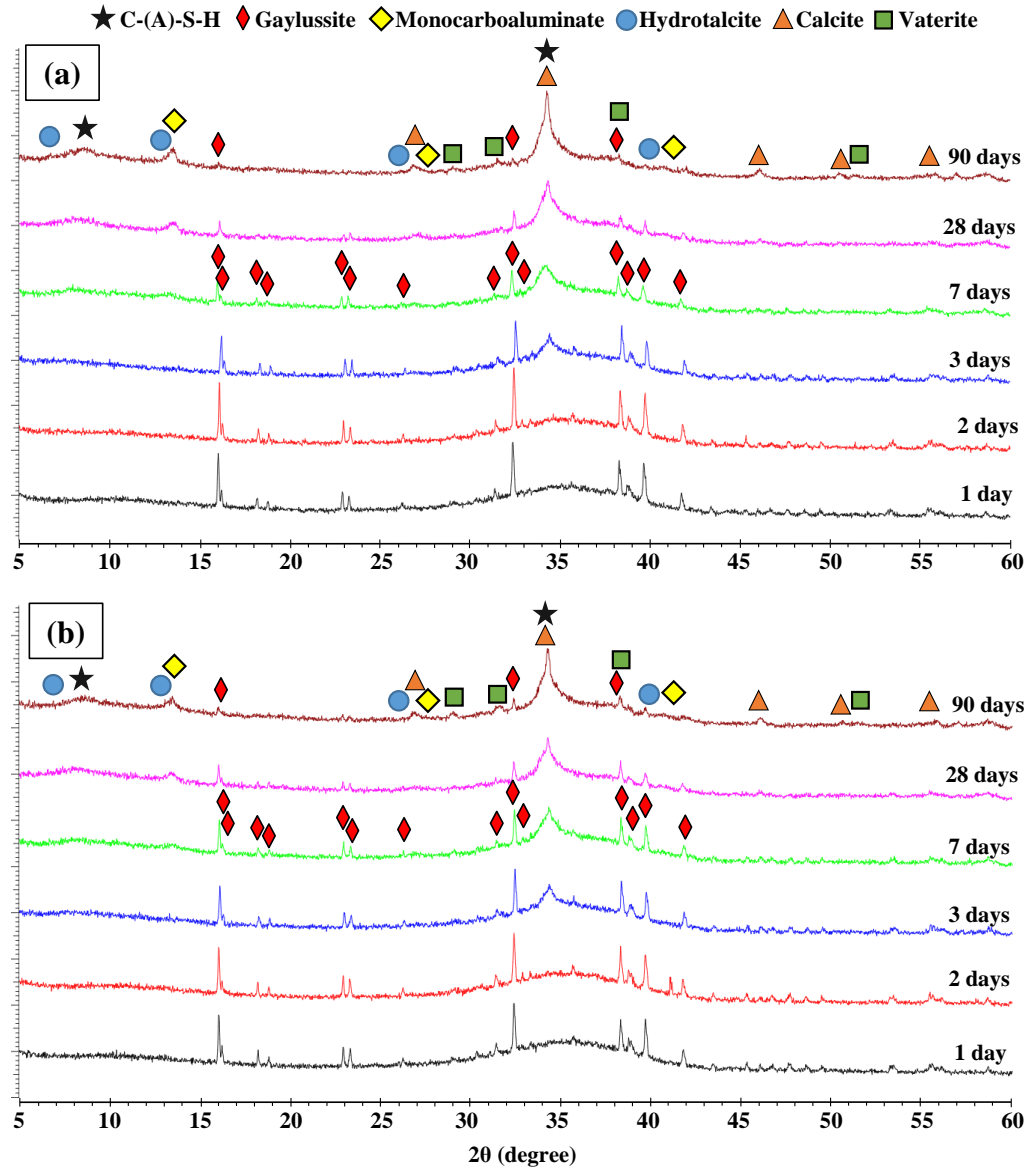 C-(A)-S-H Gaylussite Monocarboaluminate Hydrotalcite Calcite Vaterite
(a)
90 days
28 days
7 days
3 days
2 days
1 day
5 10 15 20 25 30 35 40 45 50 55 60
(b)
90 days
28 days
7 days
3 days
2 days
1 day
5 10 15 20 25 30 35 40 45 50 55 60
2θ (degree)